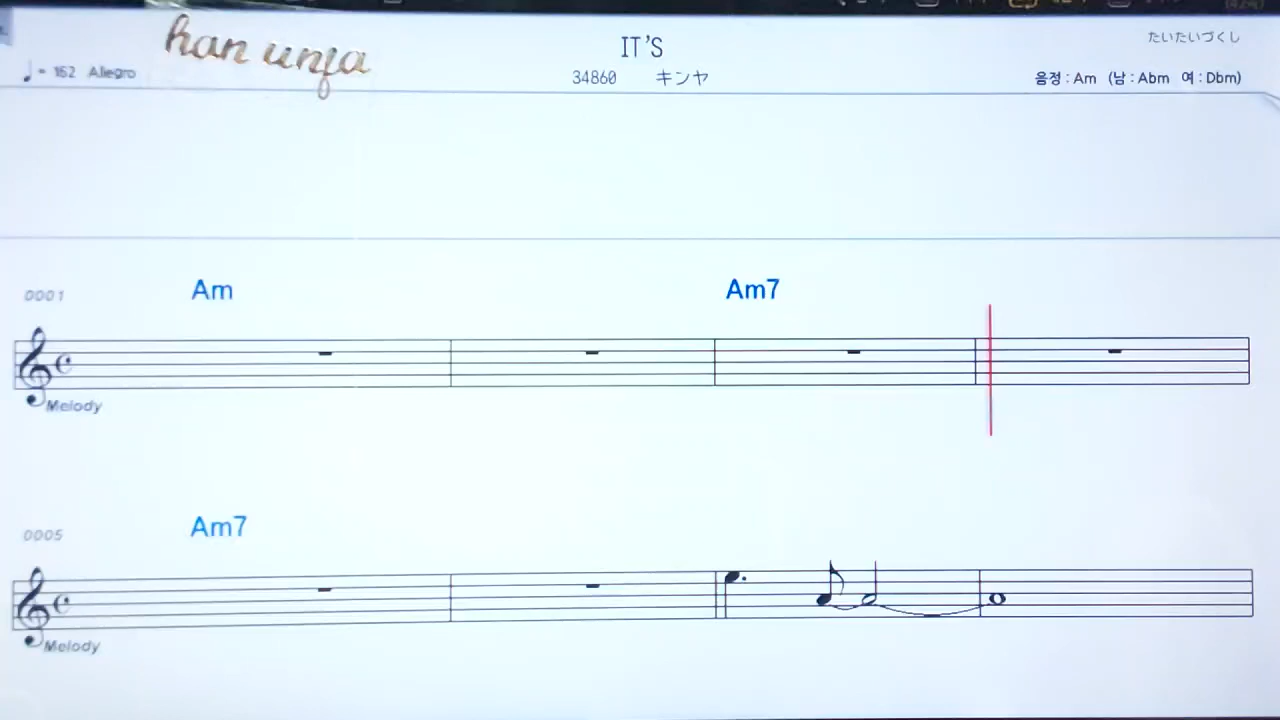 han unja
IT'S
たいたいづくし
♩= 162 Allegro
34860 キンヤ
음정 : Am (남 : Abm 여 : Dbm)
0001 Am Am7
Melody
0005 Am7
Melody